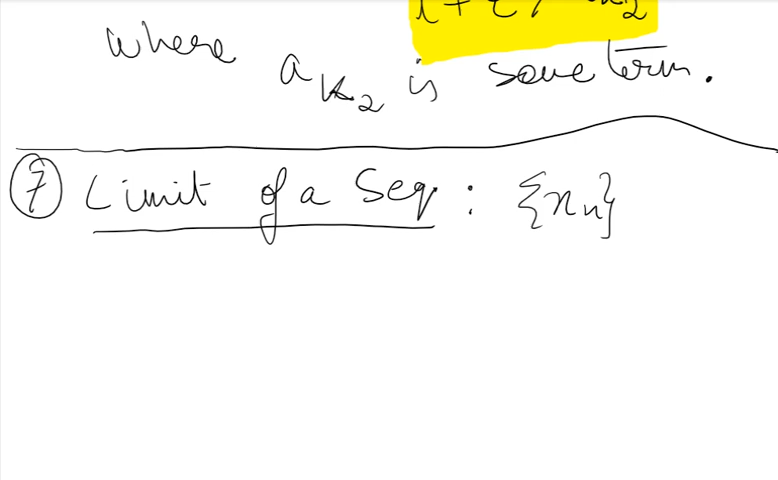 l + ε >
where a_{k_2} is some term.
⑦ Limit of a Seq : {x_n}